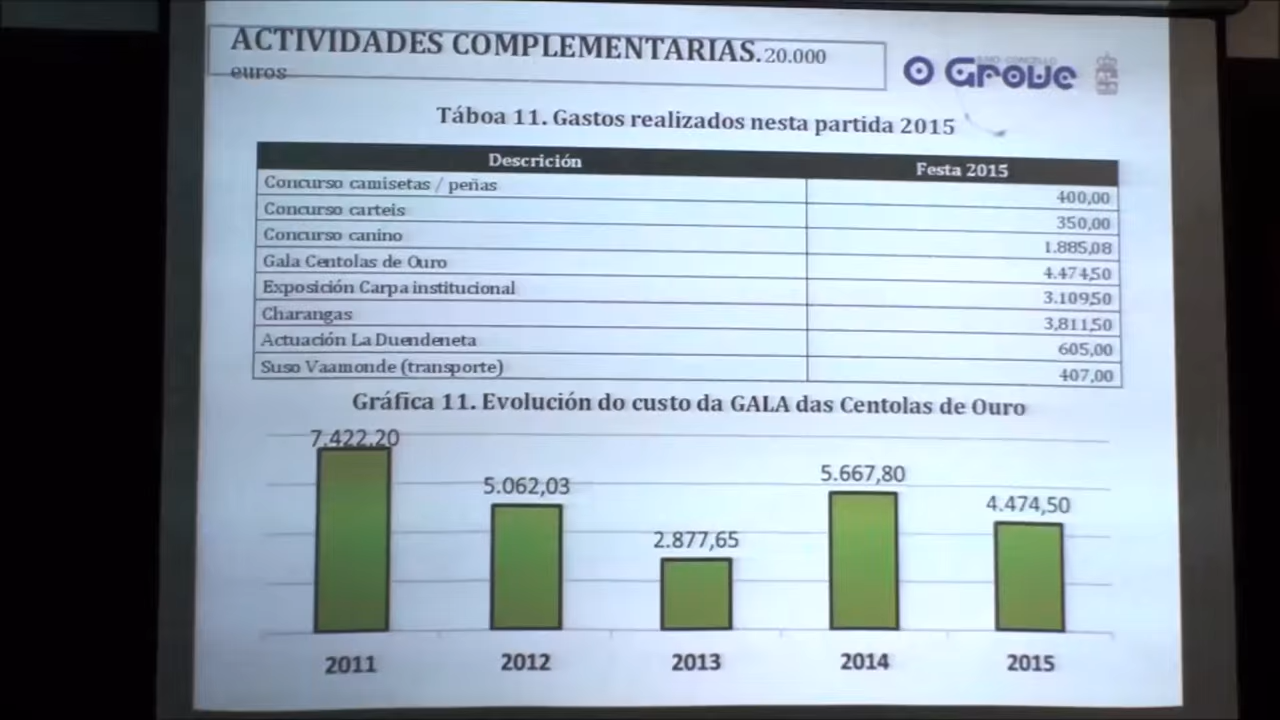 ACTIVIDADES COMPLEMENTARIAS. 20.000
euros
O Grove
Táboa 11. Gastos realizados nesta partida 2015
Descrición Festa 2015
Concurso camisetas / peñas 400,00
Concurso carteis 350,00
Concurso canino 1.885,08
Gala Centolas de Ouro 4.474,50
Exposición Carpa institucional 3.109,50
Charangas 3,811,50
Actuación La Duendeneta 605,00
Suso Vaamonde (transporte) 407,00
Gráfica 11. Evolución do custo da GALA das Centolas de Ouro
7.422,20
5.062,03
2.877,65
5.667,80
4.474,50
2011 2012 2013 2014 2015